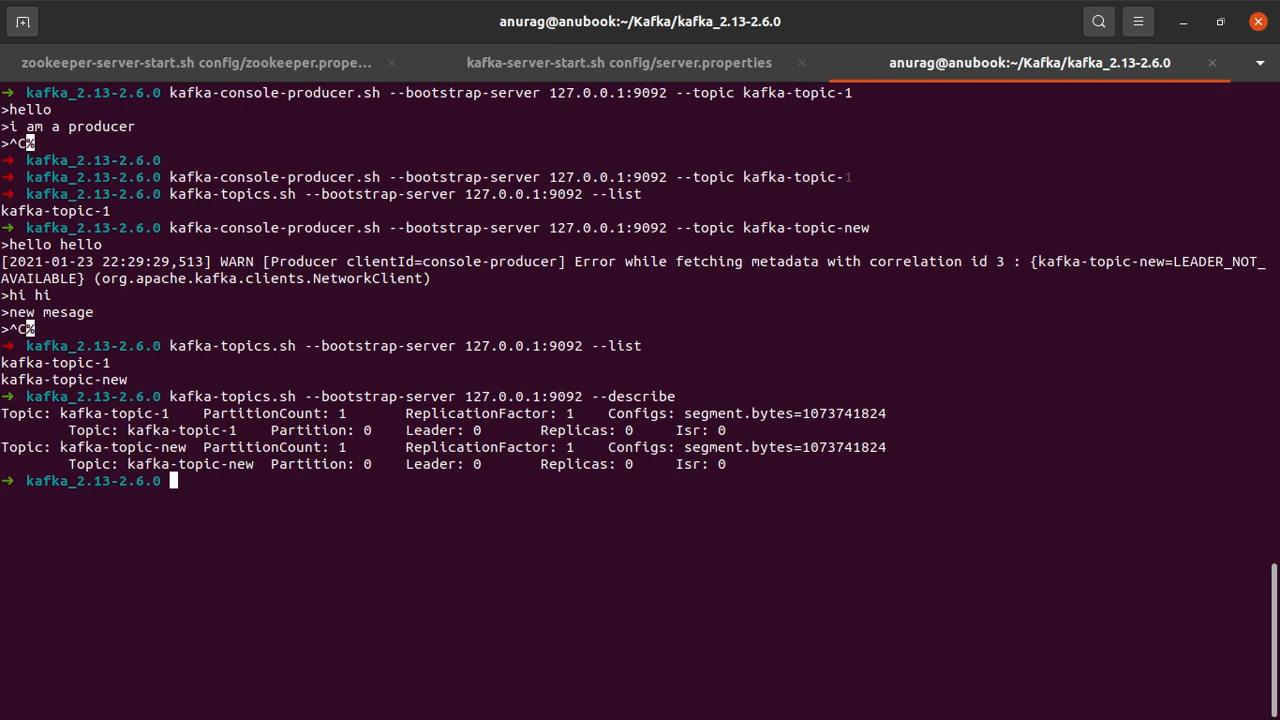 anurag@anubook:~/Kafka/kafka_2.13-2.6.0
zookeeper-server-start.sh config/zookeeper.prope... kafka-server-start.sh config/server.properties anurag@anubook:~/Kafka/kafka_2.13-2.6.0
➜ kafka_2.13-2.6.0 kafka-console-producer.sh --bootstrap-server 127.0.0.1:9092 --topic kafka-topic-1
>hello
>i am a producer
>^C%
➜ kafka_2.13-2.6.0
➜ kafka_2.13-2.6.0 kafka-console-producer.sh --bootstrap-server 127.0.0.1:9092 --topic kafka-topic-1
➜ kafka_2.13-2.6.0 kafka-topics.sh --bootstrap-server 127.0.0.1:9092 --list
kafka-topic-1
➜ kafka_2.13-2.6.0 kafka-console-producer.sh --bootstrap-server 127.0.0.1:9092 --topic kafka-topic-new
>hello hello
[2021-01-23 22:29:29,513] WARN [Producer clientId=console-producer] Error while fetching metadata with correlation id 3 : {kafka-topic-new=LEADER_NOT_
AVAILABLE} (org.apache.kafka.clients.NetworkClient)
>hi hi
>new mesage
>^C%
➜ kafka_2.13-2.6.0 kafka-topics.sh --bootstrap-server 127.0.0.1:9092 --list
kafka-topic-1
kafka-topic-new
➜ kafka_2.13-2.6.0 kafka-topics.sh --bootstrap-server 127.0.0.1:9092 --describe
Topic: kafka-topic-1 PartitionCount: 1 ReplicationFactor: 1 Configs: segment.bytes=1073741824
Topic: kafka-topic-1 Partition: 0 Leader: 0 Replicas: 0 Isr: 0
Topic: kafka-topic-new PartitionCount: 1 ReplicationFactor: 1 Configs: segment.bytes=1073741824
Topic: kafka-topic-new Partition: 0 Leader: 0 Replicas: 0 Isr: 0
➜ kafka_2.13-2.6.0